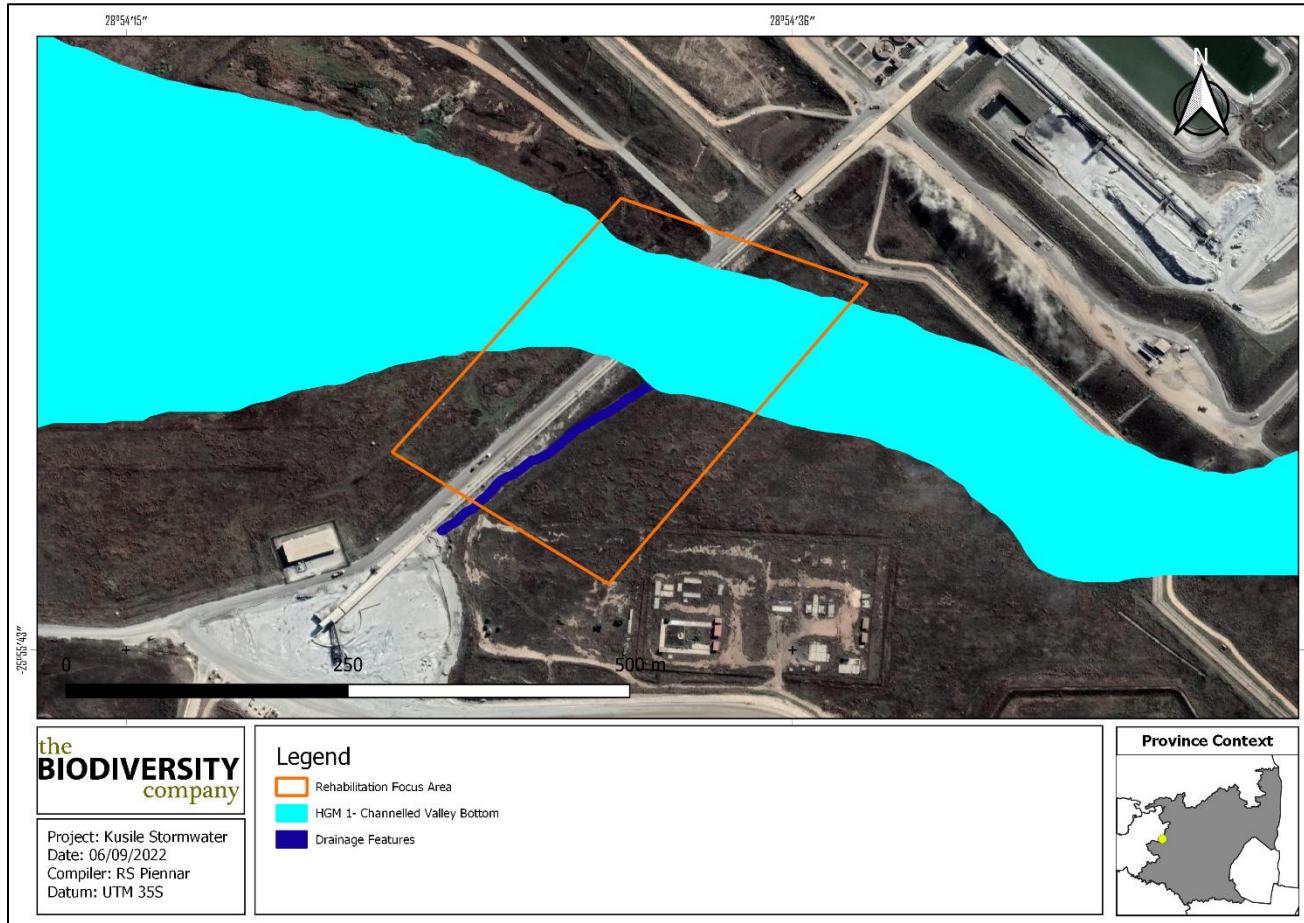 28°54'15"
28°54'36"
N
-25°55'43"
0 250 500 m
the
BIODIVERSITY
company
Project: Kusile Stormwater
Date: 06/09/2022
Compiler: RS Piennar
Datum: UTM 35S
Legend
Rehabilitation Focus Area
HGM 1- Channelled Valley Bottom
Drainage Features
Province Context